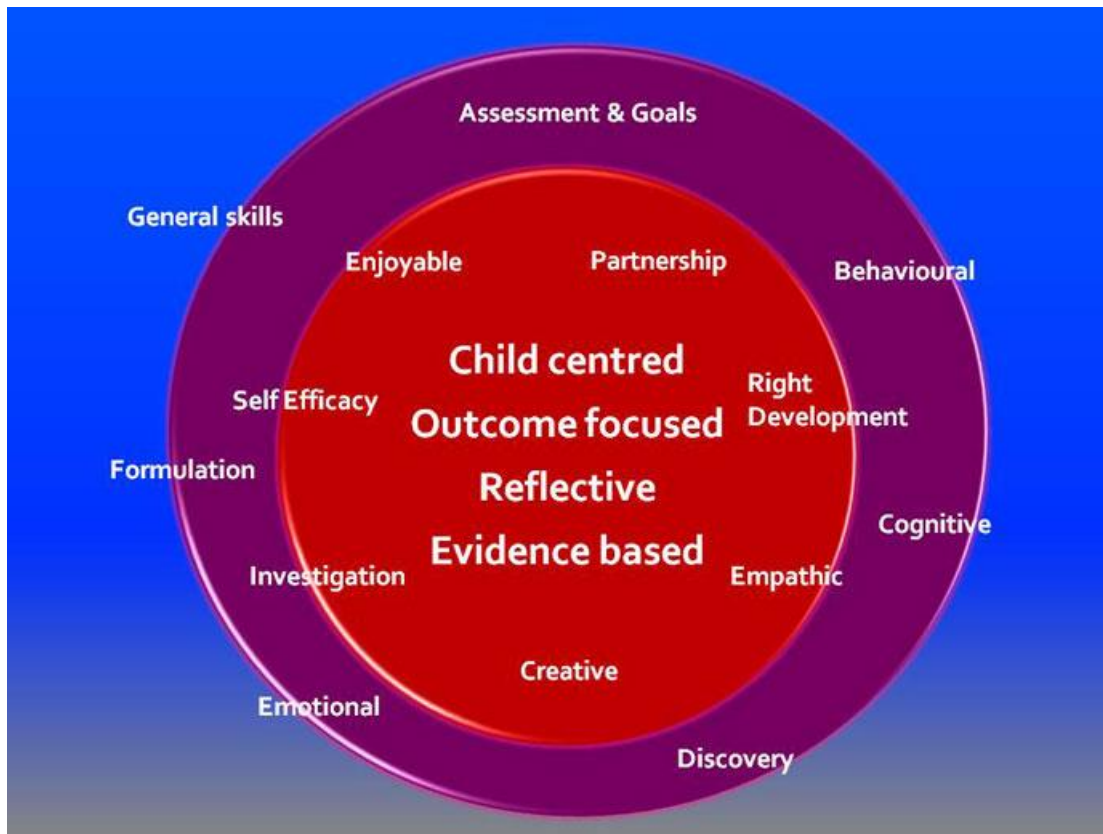 Assessment & Goals
General skills
Enjoyable
Partnership
Behavioural
Child centred
Right
Development
Self Efficacy
Outcome focused
Formulation
Reflective
Cognitive
Evidence based
Investigation
Empathic
Creative
Emotional
Discovery